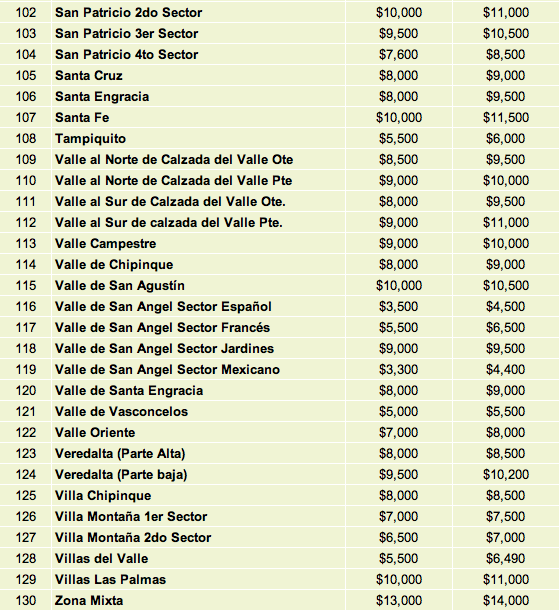 102 San Patricio 2do Sector $10,000 $11,000
103 San Patricio 3er Sector $9,500 $10,500
104 San Patricio 4to Sector $7,600 $8,500
105 Santa Cruz $8,000 $9,000
106 Santa Engracia $8,000 $9,500
107 Santa Fe $10,000 $11,500
108 Tampiquito $5,500 $6,000
109 Valle al Norte de Calzada del Valle Ote $8,500 $9,500
110 Valle al Norte de Calzada del Valle Pte $9,000 $10,000
111 Valle al Sur de Calzada del Valle Ote. $8,000 $9,500
112 Valle al Sur de calzada del Valle Pte. $9,000 $11,000
113 Valle Campestre $9,000 $10,000
114 Valle de Chipinque $8,000 $9,000
115 Valle de San Agustín $10,000 $10,500
116 Valle de San Angel Sector Español $3,500 $4,500
117 Valle de San Angel Sector Francés $5,500 $6,500
118 Valle de San Angel Sector Jardines $9,000 $9,500
119 Valle de San Angel Sector Mexicano $3,300 $4,400
120 Valle de Santa Engracia $8,000 $9,000
121 Valle de Vasconcelos $5,000 $5,500
122 Valle Oriente $7,000 $8,000
123 Veredalta (Parte Alta) $8,000 $8,500
124 Veredalta (Parte baja) $9,500 $10,200
125 Villa Chipinque $8,000 $8,500
126 Villa Montaña 1er Sector $7,000 $7,500
127 Villa Montaña 2do Sector $6,500 $7,000
128 Villas del Valle $5,500 $6,490
129 Villas Las Palmas $10,000 $11,000
130 Zona Mixta $13,000 $14,000